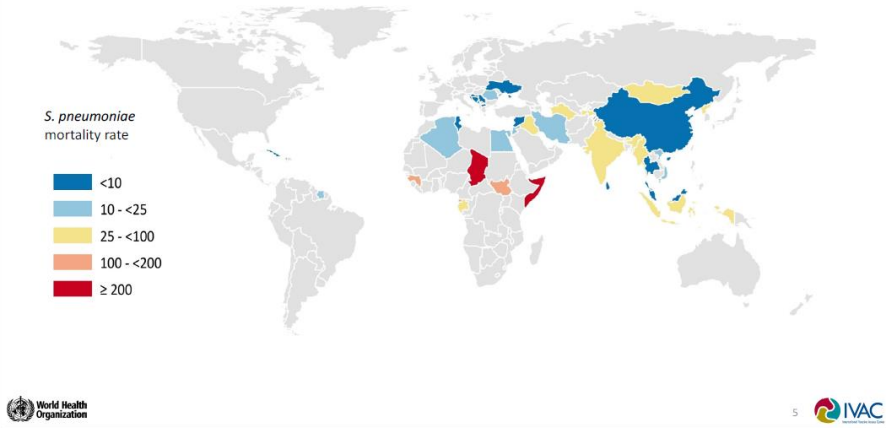 S. pneumoniae
mortality rate
<10
10 - <25
25 - <100
100 - <200
≥ 200
World Health
Organization
5
IVAC